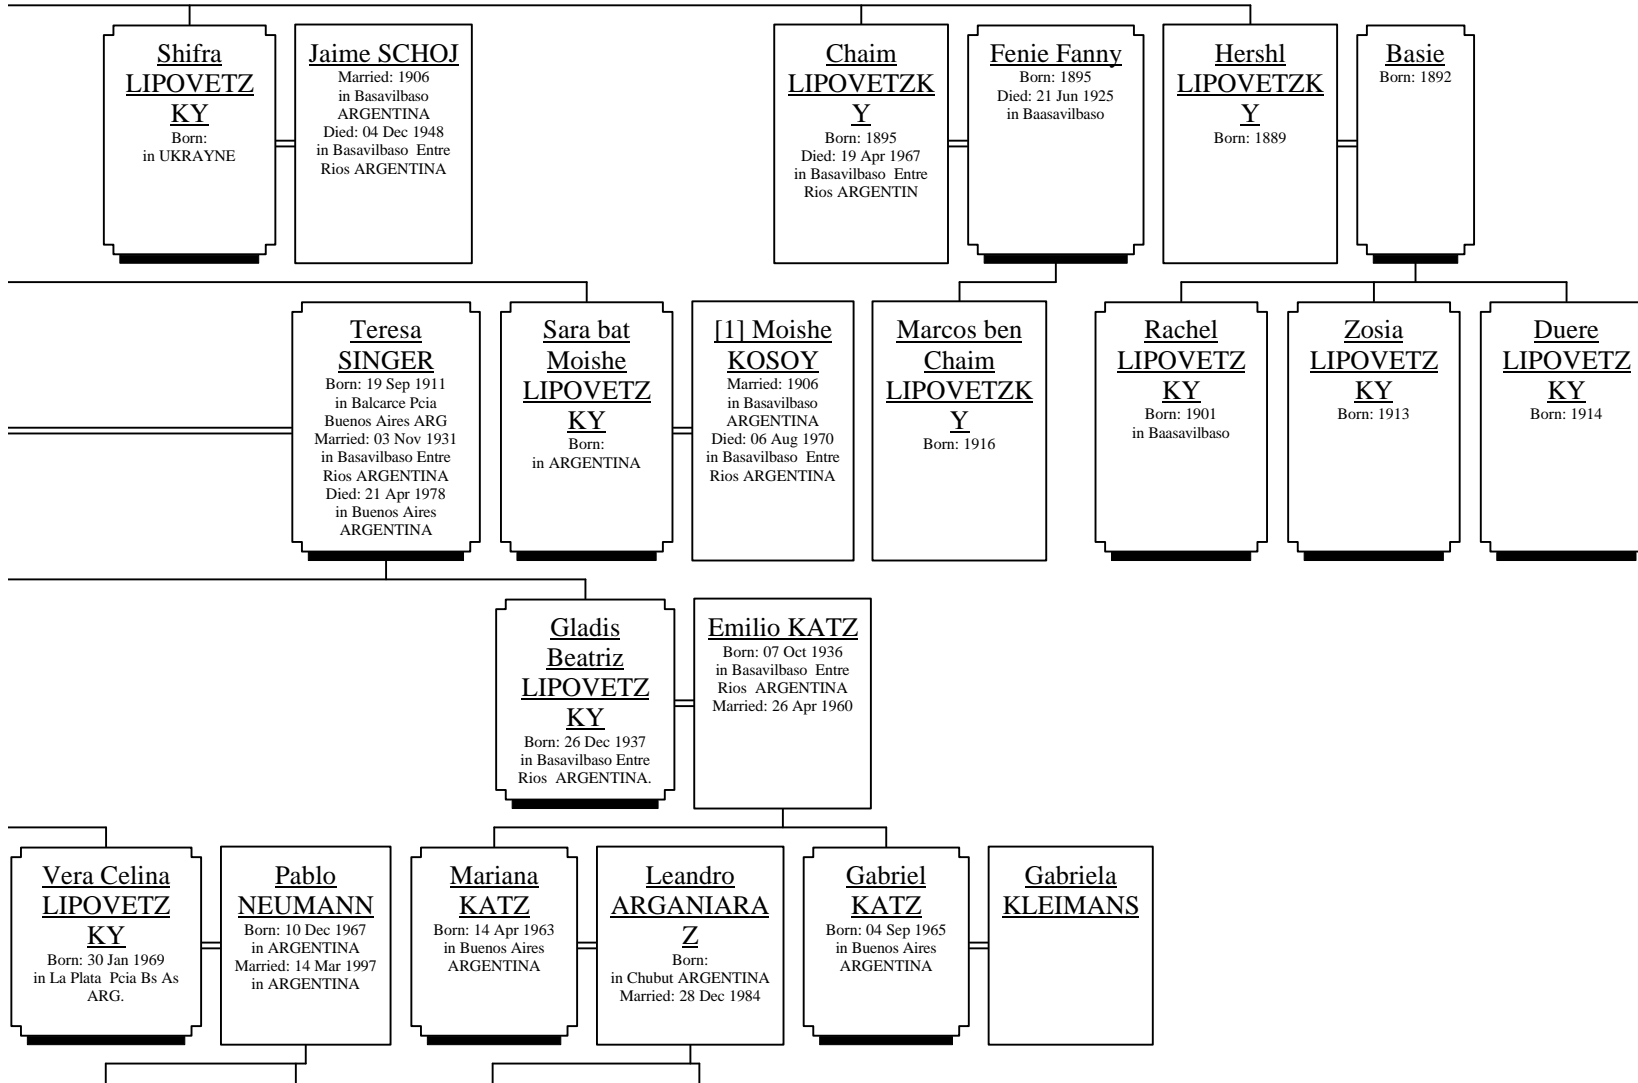 Shifra
LIPOVETZ
KY
Born:
in UKRAYNE
Jaime SCHOJ
Married: 1906
in Basavilbaso
ARGENTINA
Died: 04 Dec 1948
in Basavilbaso  Entre
Rios ARGENTINA
Chaim
LIPOVETZK
Y
Born: 1895
Died: 19 Apr 1967
in Basavilbaso  Entre
Rios ARGENTIN
Fenie Fanny
Born: 1895
Died: 21 Jun 1925
in Baasavilbaso
Hershl
LIPOVETZK
Y
Born: 1889
Basie
Born: 1892
Teresa
SINGER
Born: 19 Sep 1911
in Balcarce Pcia
Buenos Aires ARG
Married: 03 Nov 1931
in Basavilbaso Entre
Rios ARGENTINA
Died: 21 Apr 1978
in Buenos Aires
ARGENTINA
Sara bat
Moishe
LIPOVETZ
KY
Born:
in ARGENTINA
[1] Moishe
KOSOY
Married: 1906
in Basavilbaso
ARGENTINA
Died: 06 Aug 1970
in Basavilbaso  Entre
Rios ARGENTINA
Marcos ben
Chaim
LIPOVETZK
Y
Born: 1916
Rachel
LIPOVETZ
KY
Born: 1901
in Baasavilbaso
Zosia
LIPOVETZ
KY
Born: 1913
Duere
LIPOVETZ
KY
Born: 1914
Gladis
Beatriz
LIPOVETZ
KY
Born: 26 Dec 1937
in Basavilbaso Entre
Rios  ARGENTINA.
Emilio KATZ
Born: 07 Oct 1936
in Basavilbaso  Entre
Rios  ARGENTINA
Married: 26 Apr 1960
Vera Celina
LIPOVETZ
KY
Born: 30 Jan 1969
in La Plata  Pcia Bs As
ARG.
Pablo
NEUMANN
Born: 10 Dec 1967
in ARGENTINA
Married: 14 Mar 1997
in ARGENTINA
Mariana
KATZ
Born: 14 Apr 1963
in Buenos Aires
ARGENTINA
Leandro
ARGANIARA
Z
Born:
in Chubut ARGENTINA
Married: 28 Dec 1984
Gabriel
KATZ
Born: 04 Sep 1965
in Buenos Aires
ARGENTINA
Gabriela
KLEIMANS